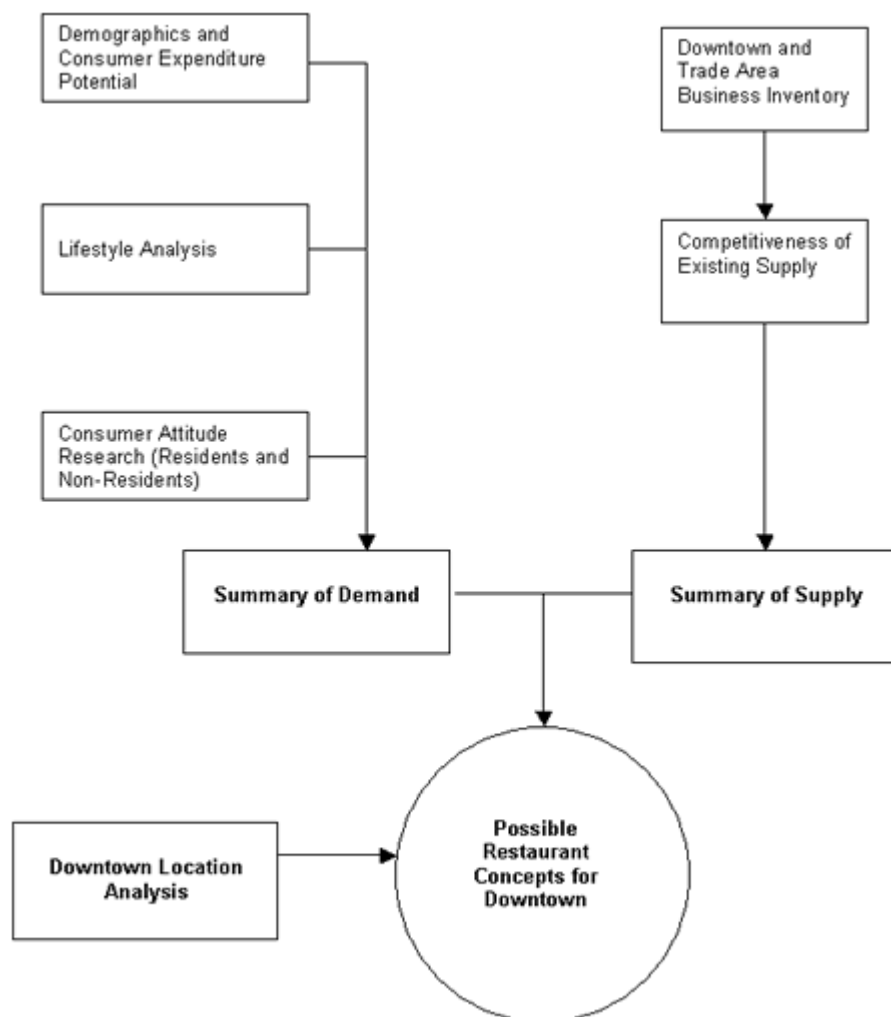 Demographics and
Consumer Expenditure
Potential
Downtown and
Trade Area
Business Inventory
Lifestyle Analysis
Competitiveness of
Existing Supply
Consumer Attitude
Research (Residents and
Non-Residents)
Summary of Demand
Summary of Supply
Downtown Location
Analysis
Possible
Restaurant
Concepts for
Downtown